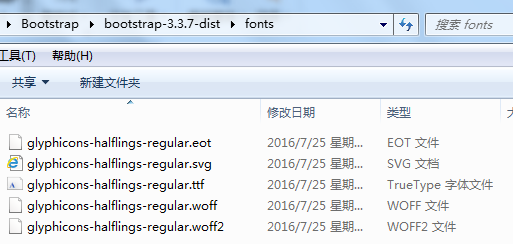 Bootstrap ▸ bootstrap-3.3.7-dist ▸ fonts 搜索 fonts
工具(T) 帮助(H)
共享 新建文件夹
名称 修改日期 类型
glyphicons-halflings-regular.eot 2016/7/25 星期... EOT 文件
glyphicons-halflings-regular.svg 2016/7/25 星期... SVG 文档
glyphicons-halflings-regular.ttf 2016/7/25 星期... TrueType 字体文件
glyphicons-halflings-regular.woff 2016/7/25 星期... WOFF 文件
glyphicons-halflings-regular.woff2 2016/7/25 星期... WOFF2 文件